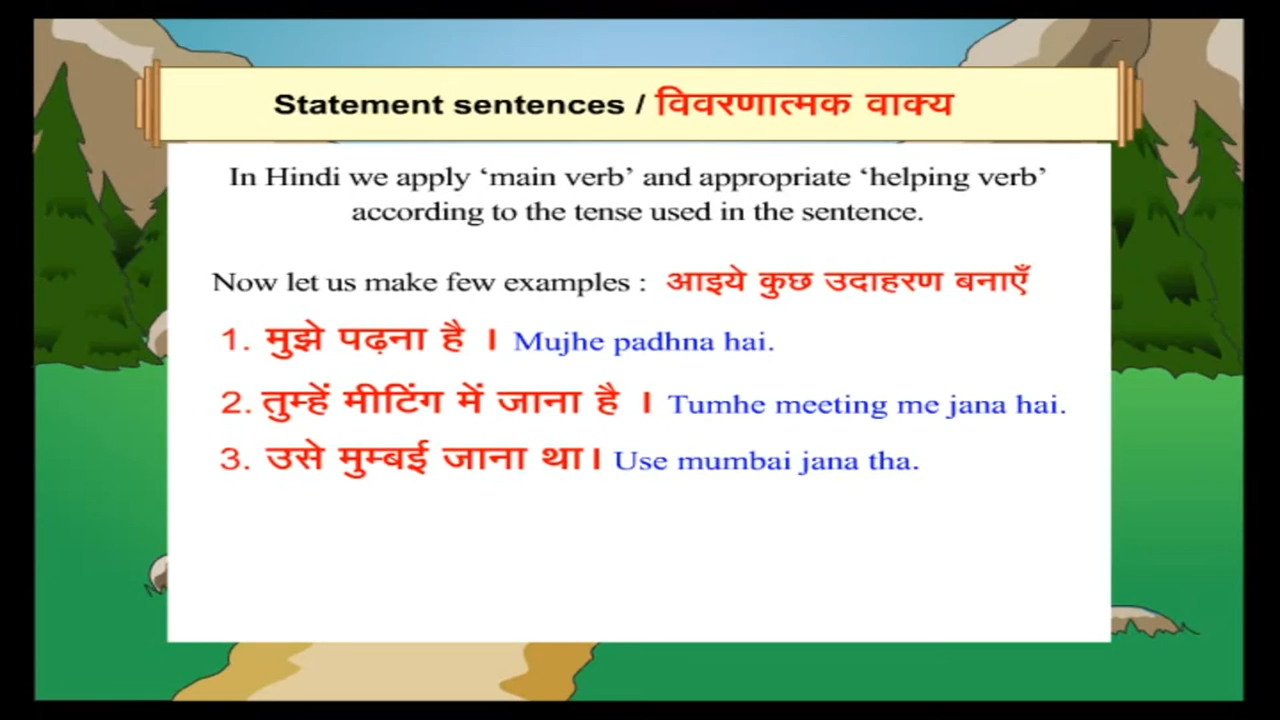 Statement sentences / विवरणात्मक वाक्य
In Hindi we apply ‘main verb’ and appropriate ‘helping verb’
according to the tense used in the sentence.
Now let us make few examples : आइये कुछ उदाहरण बनाएँ
1. मुझे पढ़ना है । Mujhe padhna hai.
2. तुम्हें मीटिंग में जाना है । Tumhe meeting me jana hai.
3. उसे मुम्बई जाना था। Use mumbai jana tha.